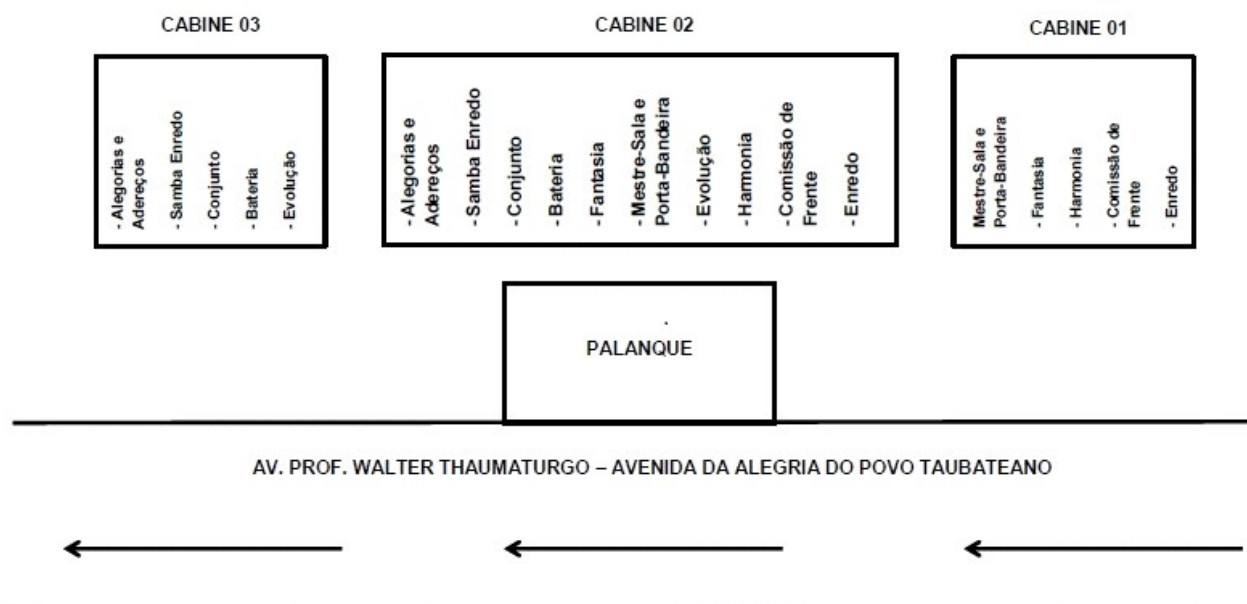 CABINE 03
- Alegorias e
Adereços
- Samba Enredo
- Conjunto
- Bateria
- Evolução
CABINE 02
- Alegorias e
Adereços
- Samba Enredo
- Conjunto
- Bateria
- Fantasia
- Mestre-Sala e
Porta-Bandeira
- Evolução
- Harmonia
- Comissão de
Frente
- Enredo
CABINE 01
Mestre-Sala e
Porta-Bandeira
- Fantasia
- Harmonia
- Comissão de
Frente
- Enredo
PALANQUE
AV. PROF. WALTER THAUMATURGO – AVENIDA DA ALEGRIA DO POVO TAUBATEANO